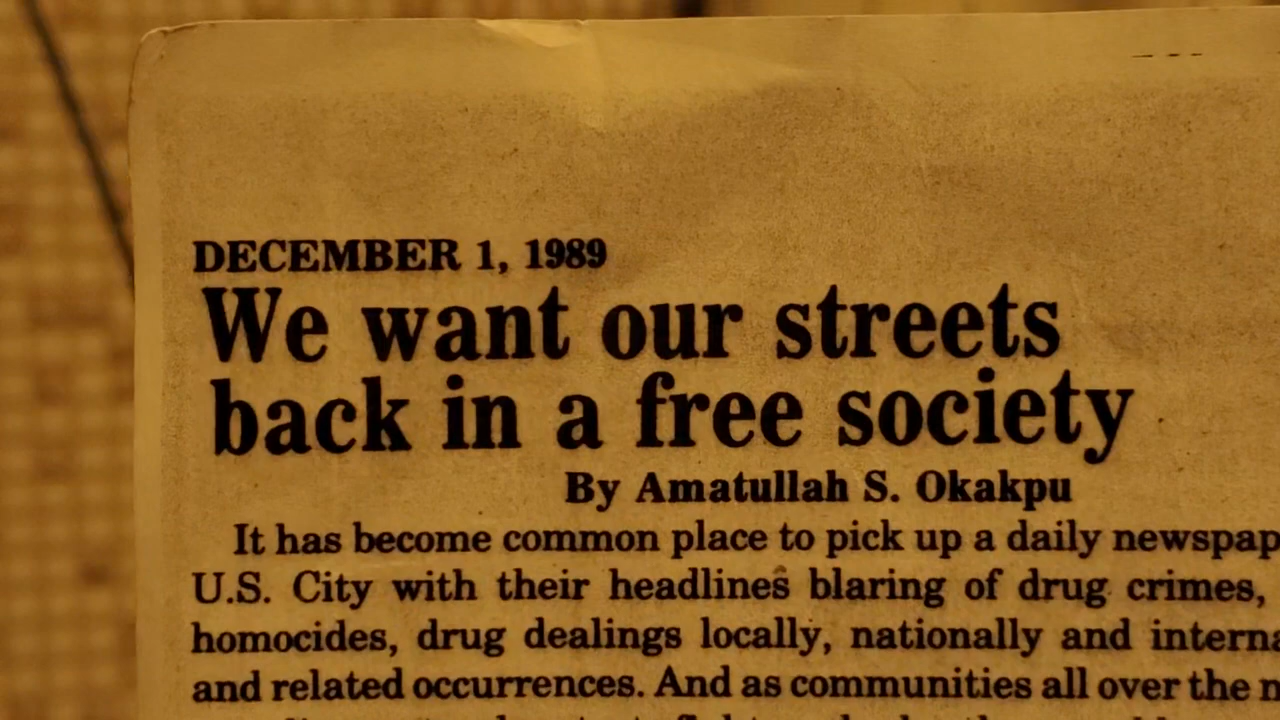 DECEMBER 1, 1989
We want our streets
back in a free society
By Amatullah S. Okakpu
It has become common place to pick up a daily newspap
U.S. City with their headlines blaring of drug crimes,
homocides, drug dealings locally, nationally and interna
and related occurrences. And as communities all over the n